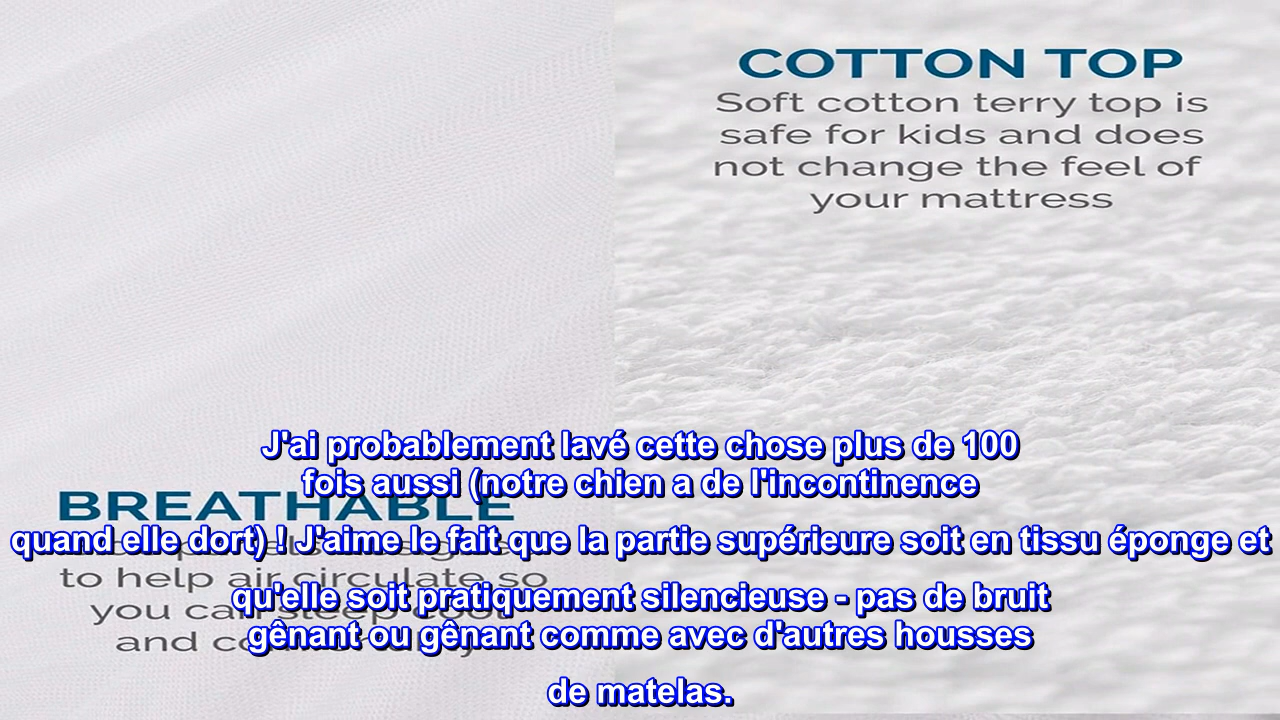 COTTON TOP
Soft cotton terry top is
safe for kids and does
not change the feel of
your mattress
BREATHABLE
to help air circulate so
you can sleep cool
and
J'ai probablement lavé cette chose plus de 100
fois aussi (notre chien a de l'incontinence
quand elle dort) ! J'aime le fait que la partie supérieure soit en tissu éponge et
qu'elle soit pratiquement silencieuse - pas de bruit
gênant ou gênant comme avec d'autres housses
de matelas.